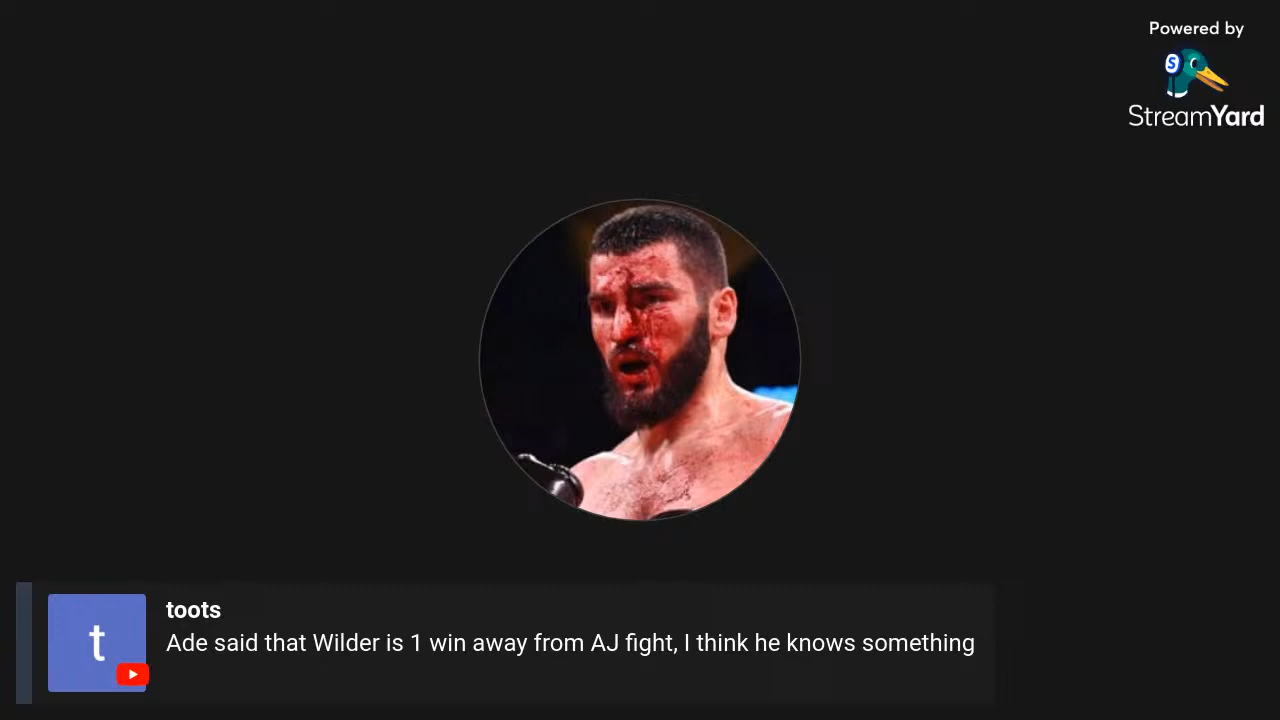 Powered by
S
StreamYard
t
toots
Ade said that Wilder is 1 win away from AJ fight, I think he knows something